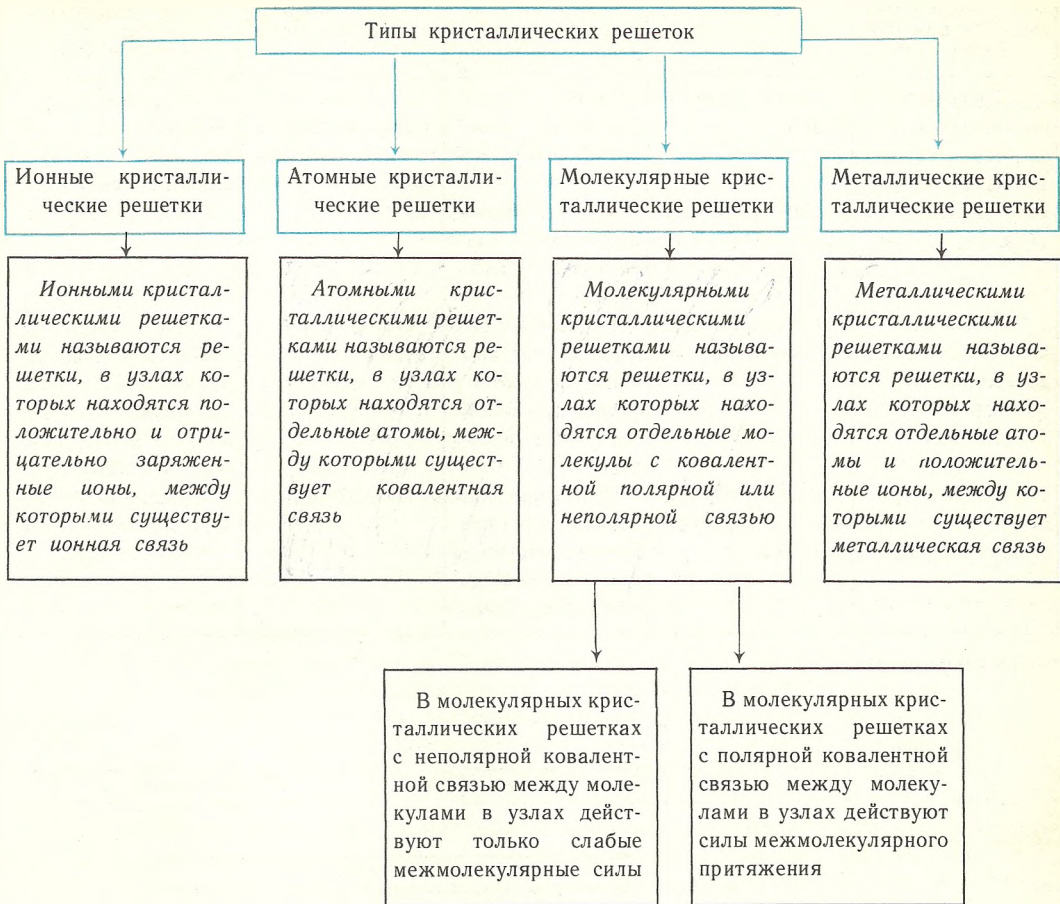 Типы кристаллических решеток
Ионные кристалли-
ческие решетки
Атомные кристалли-
ческие решетки
Молекулярные крис-
таллические решетки
Металлические крис-
таллические решетки
Ионными кристал-
лическими решетка-
ми называются ре-
шетки, в узлах ко-
торых находятся по-
ложительно и отри-
цательно заряжен-
ные ионы, между
которыми существу-
ет ионная связь
Атомными крис-
таллическими решет-
ками называются ре-
шетки, в узлах ко-
торых находятся от-
дельные атомы, меж-
ду которыми сущест-
вует ковалентная
связь
Молекулярными
кристаллическими
решетками называ-
ются решетки, в уз-
лах которых нахо-
дятся отдельные мо-
лекулы с ковалент-
ной полярной или
неполярной связью
Металлическими
кристаллическими
решетками называ-
ются решетки, в уз-
лах которых нахо-
дятся отдельные ато-
мы и положитель-
ные ионы, между ко-
торыми существует
металлическая связь
В молекулярных крис-
таллических решетках
с неполярной ковалент-
ной связью между моле-
кулами в узлах дейст-
вуют только слабые
межмолекулярные силы
В молекулярных крис-
таллических решетках
с полярной ковалентной
связью между молеку-
лами в узлах действуют
силы межмолекулярного
притяжения